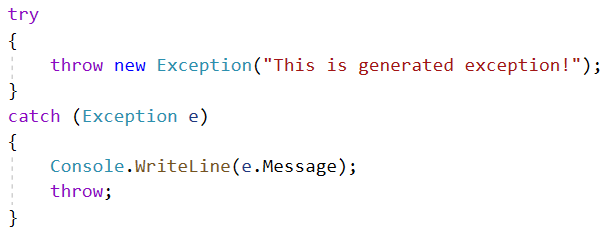 try
{
    throw new Exception("This is generated exception!");
}
catch (Exception e)
{
    Console.WriteLine(e.Message);
    throw;
}